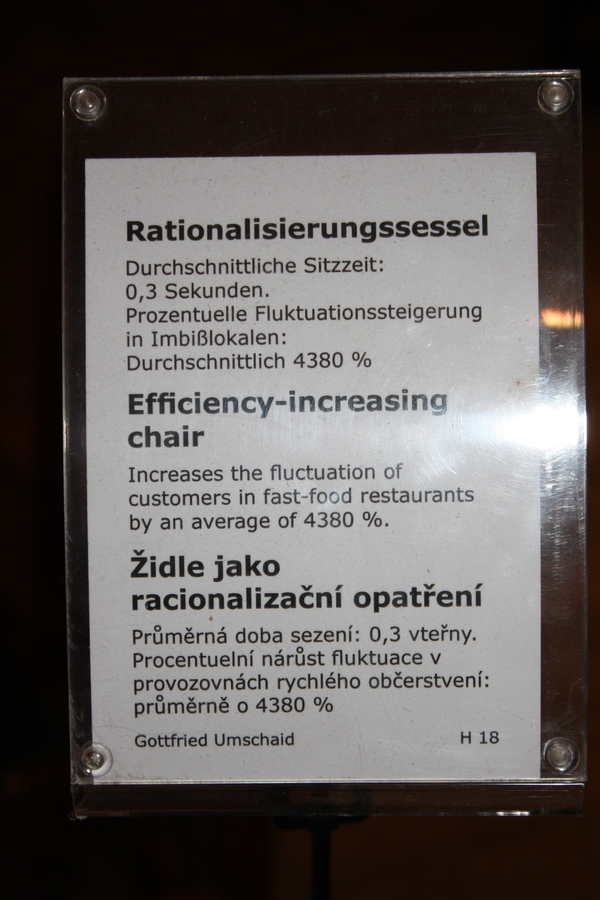 Rationalisierungssessel
Durchschnittliche Sitzzeit:
0,3 Sekunden.
Prozentuelle Fluktuationssteigerung
in Imbißlokalen:
Durchschnittlich 4380 %
Efficiency-increasing
chair
Increases the fluctuation of
customers in fast-food restaurants
by an average of 4380 %.
Židle jako
racionalizační opatření
Průměrná doba sezení: 0,3 vteřny.
Procentuelní nárůst fluktuace v
provozovnách rychlého občerstvení:
průměrně o 4380 %
Gottfried Umschaid H 18